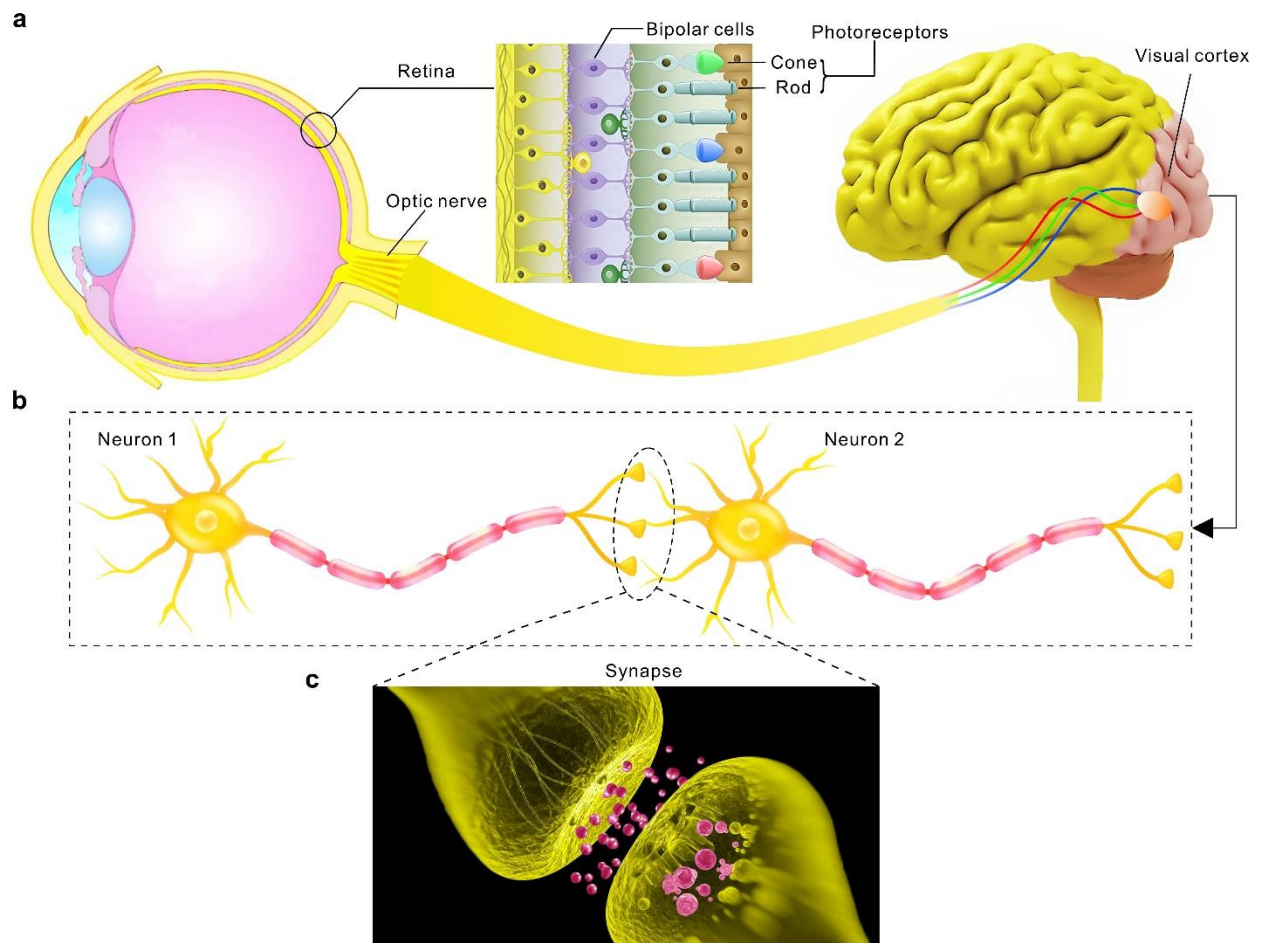 a
Bipolar cells
Photoreceptors
Retina
Cone
Rod
Visual cortex
Optic nerve
b
Neuron 1
Neuron 2
c
Synapse